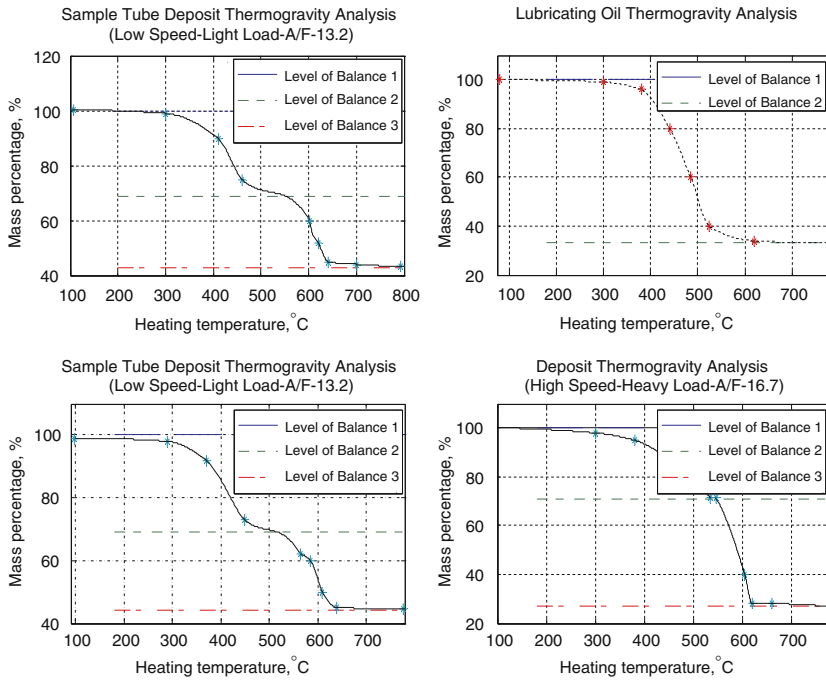 Sample Tube Deposit Thermogravity Analysis
(Low Speed-Light Load-A/F-13.2)
120
100
80
60
40
100 200 300 400 500 600 700 800
Mass percentage, %
Heating temperature,°C
Level of Balance 1
Level of Balance 2
Level of Balance 3
Lubricating Oil Thermogravity Analysis
100
80
60
40
20
100 200 300 400 500 600 700
Mass percentage, %
Heating temperature,°C
Level of Balance 1
Level of Balance 2
Sample Tube Deposit Thermogravity Analysis
(Low Speed-Light Load-A/F-13.2)
100
80
60
40
100 200 300 400 500 600 700
Mass percentage, %
Heating temperature,°C
Level of Balance 1
Level of Balance 2
Level of Balance 3
Deposit Thermogravity Analysis
(High Speed-Heavy Load-A/F-16.7)
100
80
60
40
20
100 200 300 400 500 600 700
Mass percentage, %
Heating temperature,°C
Level of Balance 1
Level of Balance 2
Level of Balance 3